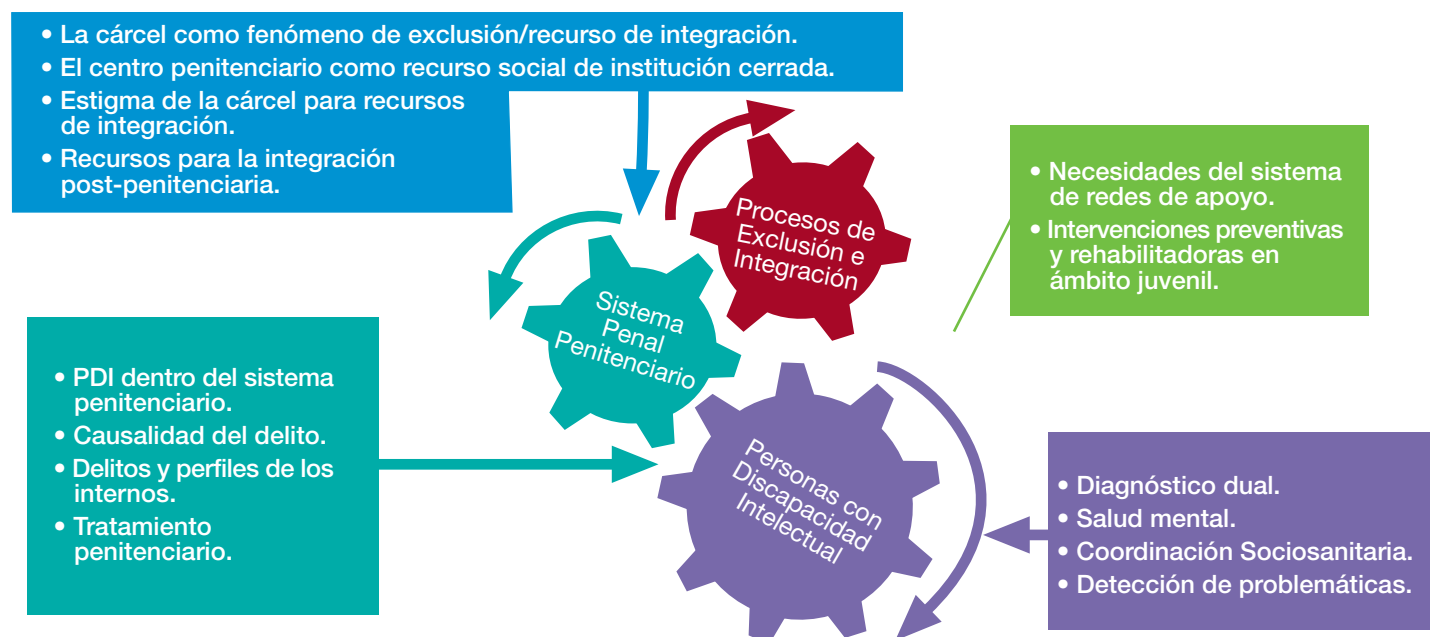 • La cárcel como fenómeno de exclusión/recurso de integración.
• El centro penitenciario como recurso social de institución cerrada.
• Estigma de la cárcel para recursos
de integración.
• Recursos para la integración
post-penitenciaria.
Procesos de
Exclusión e
Integración
• Necesidades del sistema
de redes de apoyo.
• Intervenciones preventivas
y rehabilitadoras en
ámbito juvenil.
Sistema
Penal
Penitenciario
• PDI dentro del sistema
penitenciario.
• Causalidad del delito.
• Delitos y perfiles de los
internos.
• Tratamiento
penitenciario.
Personas con
Discapacidad
Intelectual
• Diagnóstico dual.
• Salud mental.
• Coordinación Sociosanitaria.
• Detección de problemáticas.